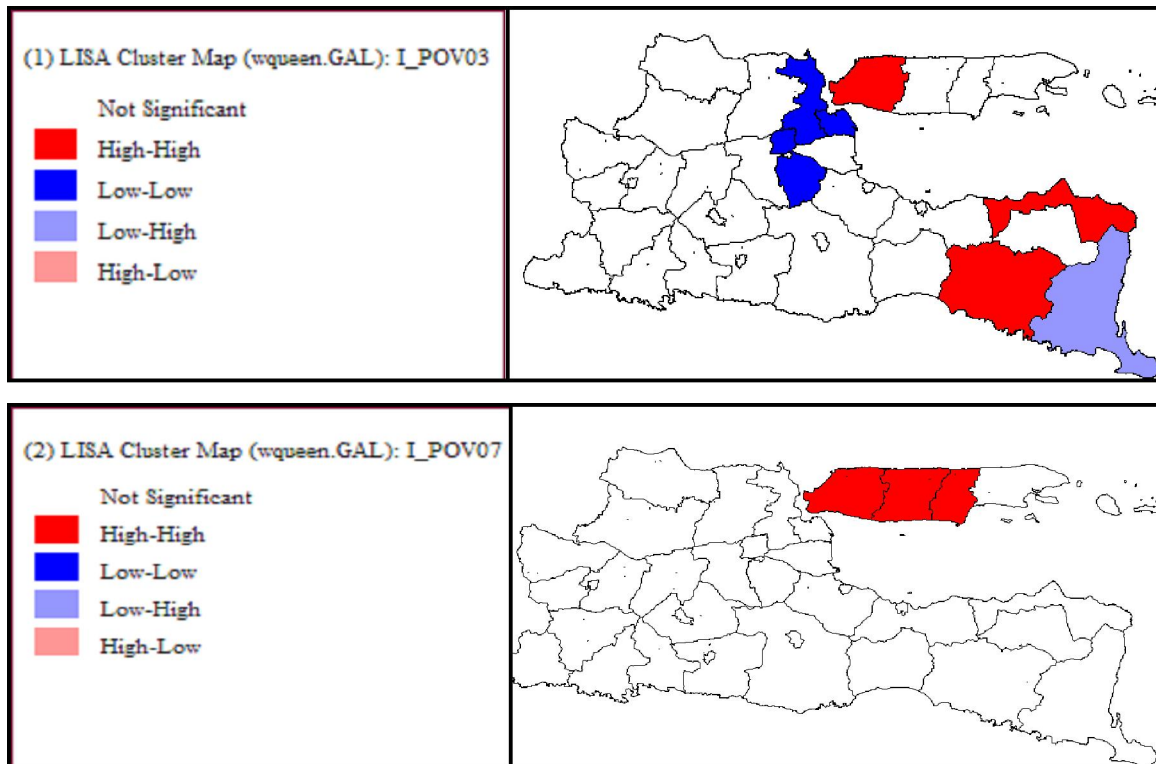 (1) LISA Cluster Map (wqueen.GAL): I_POV03
Not Significant
High-High
Low-Low
Low-High
High-Low
(2) LISA Cluster Map (wqueen.GAL): I_POV07
Not Significant
High-High
Low-Low
Low-High
High-Low